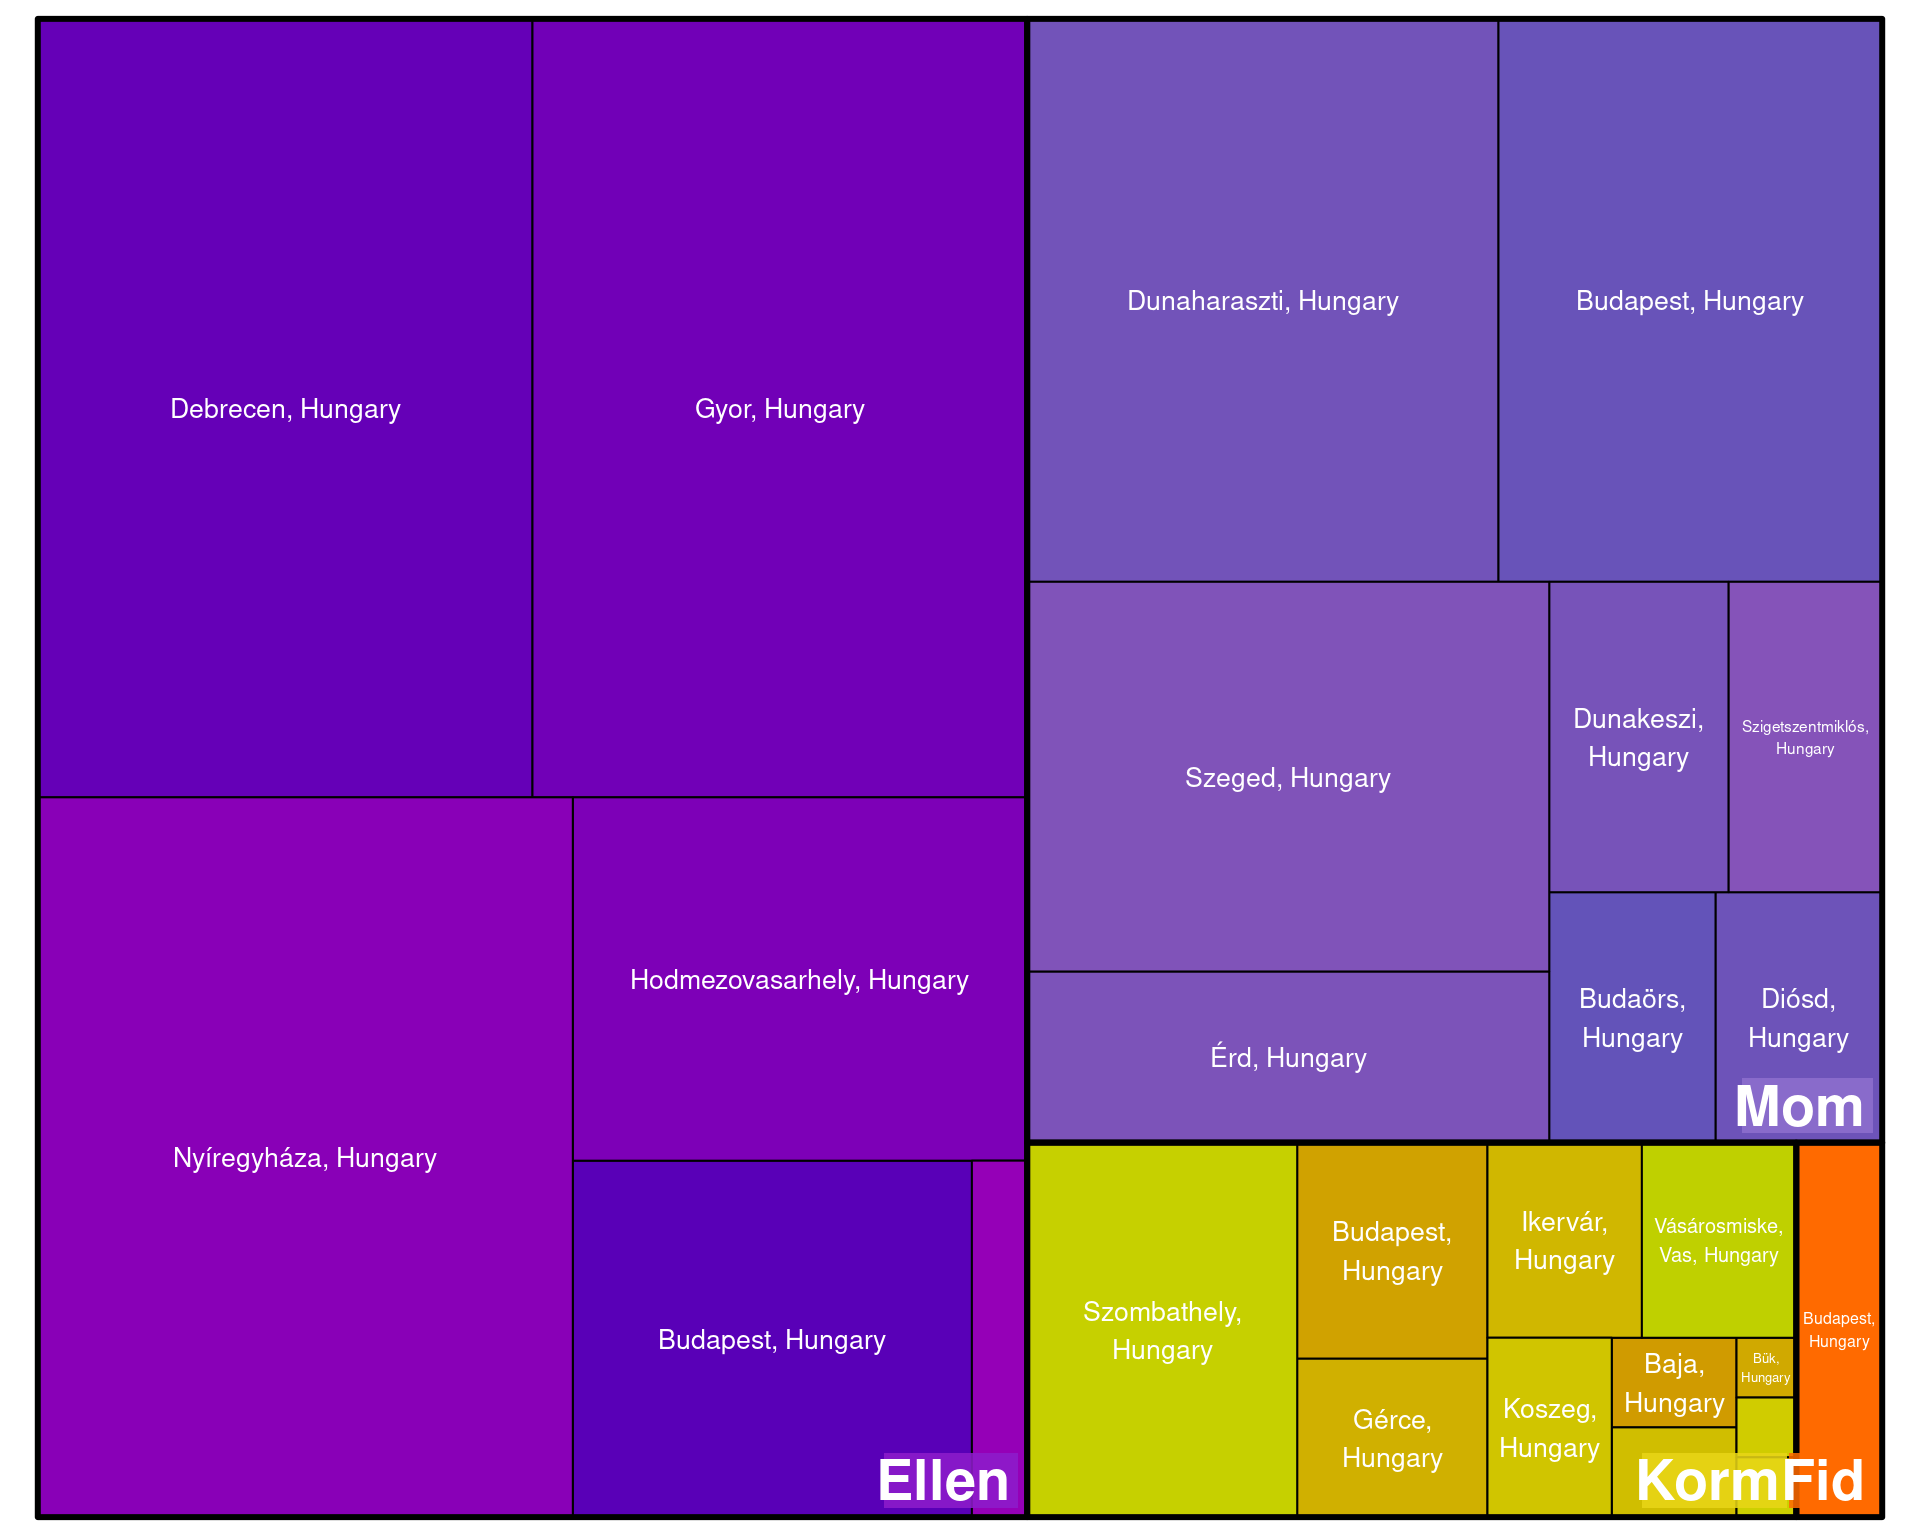 Debrecen, Hungary
Gyor, Hungary
Nyíregyháza, Hungary
Hodmezovasarhely, Hungary
Budapest, Hungary
Ellen
Dunaharaszti, Hungary
Budapest, Hungary
Szeged, Hungary
Dunakeszi,
Hungary
Szigetszentmiklós,
Hungary
Érd, Hungary
Budaörs,
Hungary
Diósd,
Hungary
Mom
Szombathely,
Hungary
Budapest,
Hungary
Gérce,
Hungary
Ikervár,
Hungary
Vásárosmiske,
Vas, Hungary
Koszeg,
Hungary
Baja,
Hungary
Bük,
Hungary
Korm
Budapest,
Hungary
Fid